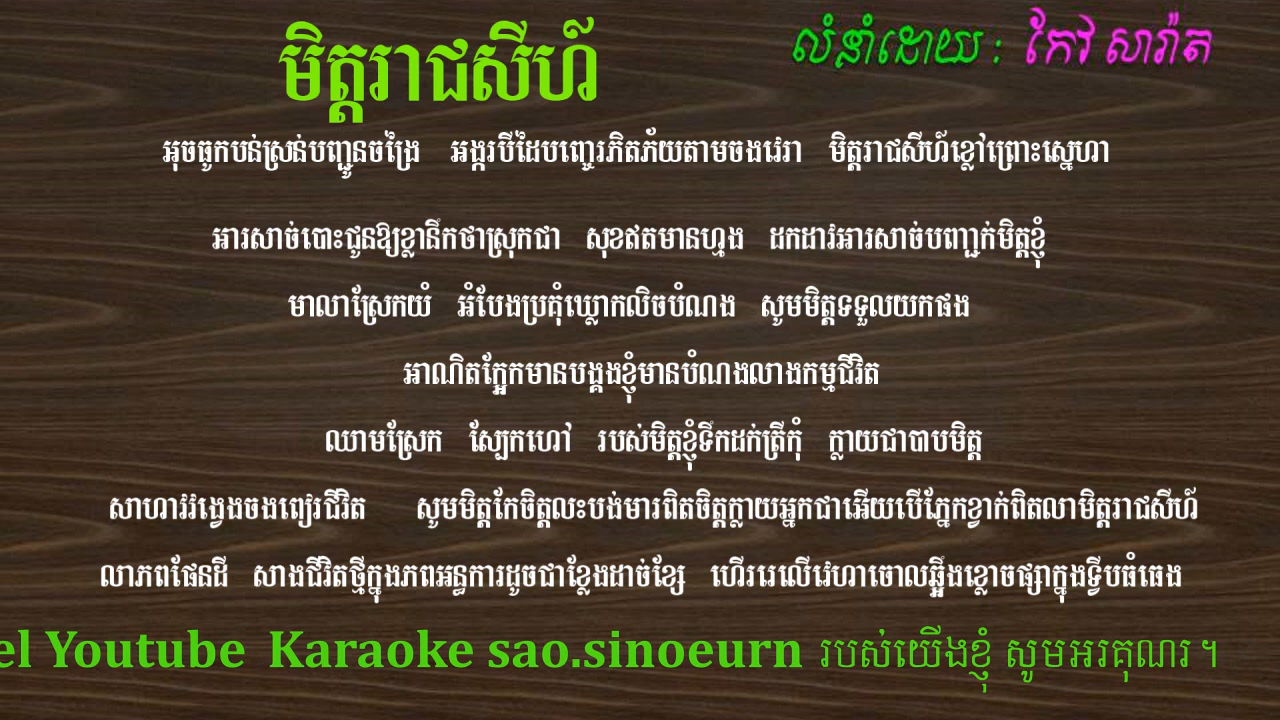 មិត្តរាជសីហ៍
លំនាំដោយ : កែវ សារ៉ាត
អុចធូកបន់ស្រន់បញ្ជូនចង្រៃ អង្ករបីដៃបញ្ចេរភិតភ័យតាមចងវេរា មិត្តរាជសីហ៍ខ្លៅព្រោះស្នេហា
អារសាច់បោះជូនឱ្យខ្លានឹកថាស្រុកជា សុខឥតមានហ្មង ដកដាវអារសាច់បញ្ជាក់មិត្តខ្ញុំ
មាលាស្រែកយំ អំបែងប្រគុំឃ្លោកលិចបំណង សូមមិត្តទទួលយកផង
អាណិតក្អែកមានបង្គងខ្ញុំមានបំណងលាងកម្មជីវិត
ឈាមស្រែក ស្បែកហៅ របស់មិត្តខ្ញុំទឹកដក់ត្រីកុំ ក្លាយជាបាបមិត្ត
សាហាវវង្វេងចងពៀរជីវិត សូមមិត្តកែចិត្តលះបង់មារពិតចិត្តក្លាយអ្នកជាអើយបើភ្នែកខ្វាក់ពិតលាមិត្តរាជសីហ៍
លាភពផែនដី សាងជីវិតថ្មីក្នុងភពអន្ធការដូចជាខ្លែងដាច់ខ្សែ ហើររេលើវេហាចោលឆ្អឹងខ្លោចផ្សាក្នុងទ្វីបធំធេង
el Youtube Karaoke sao.sinoeurn របស់យើងខ្ញុំ សូមអរគុណរ ។